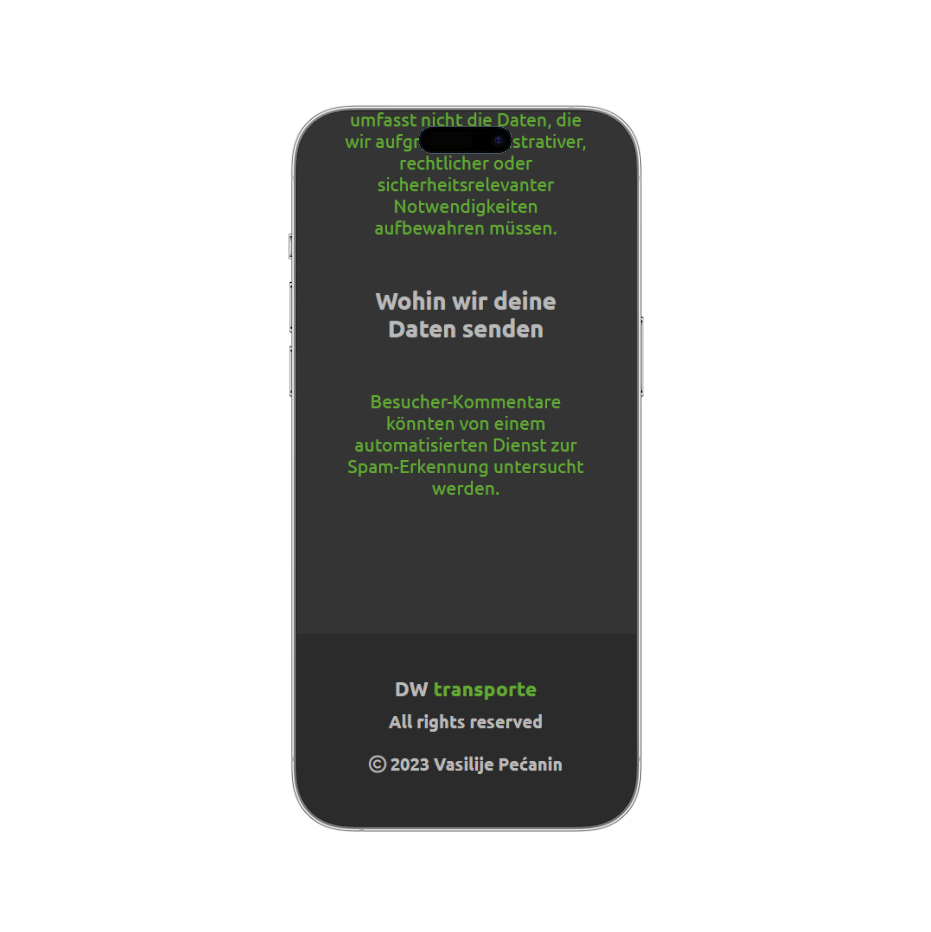 umfasst nicht die Daten, die
wir aufgr strativer,
rechtlicher oder
sicherheitsrelevanter
Notwendigkeiten
aufbewahren müssen.
Wohin wir deine
Daten senden
Besucher-Kommentare
könnten von einem
automatisierten Dienst zur
Spam-Erkennung untersucht
werden.
DW transporte
All rights reserved
© 2023 Vasilije Pećanin